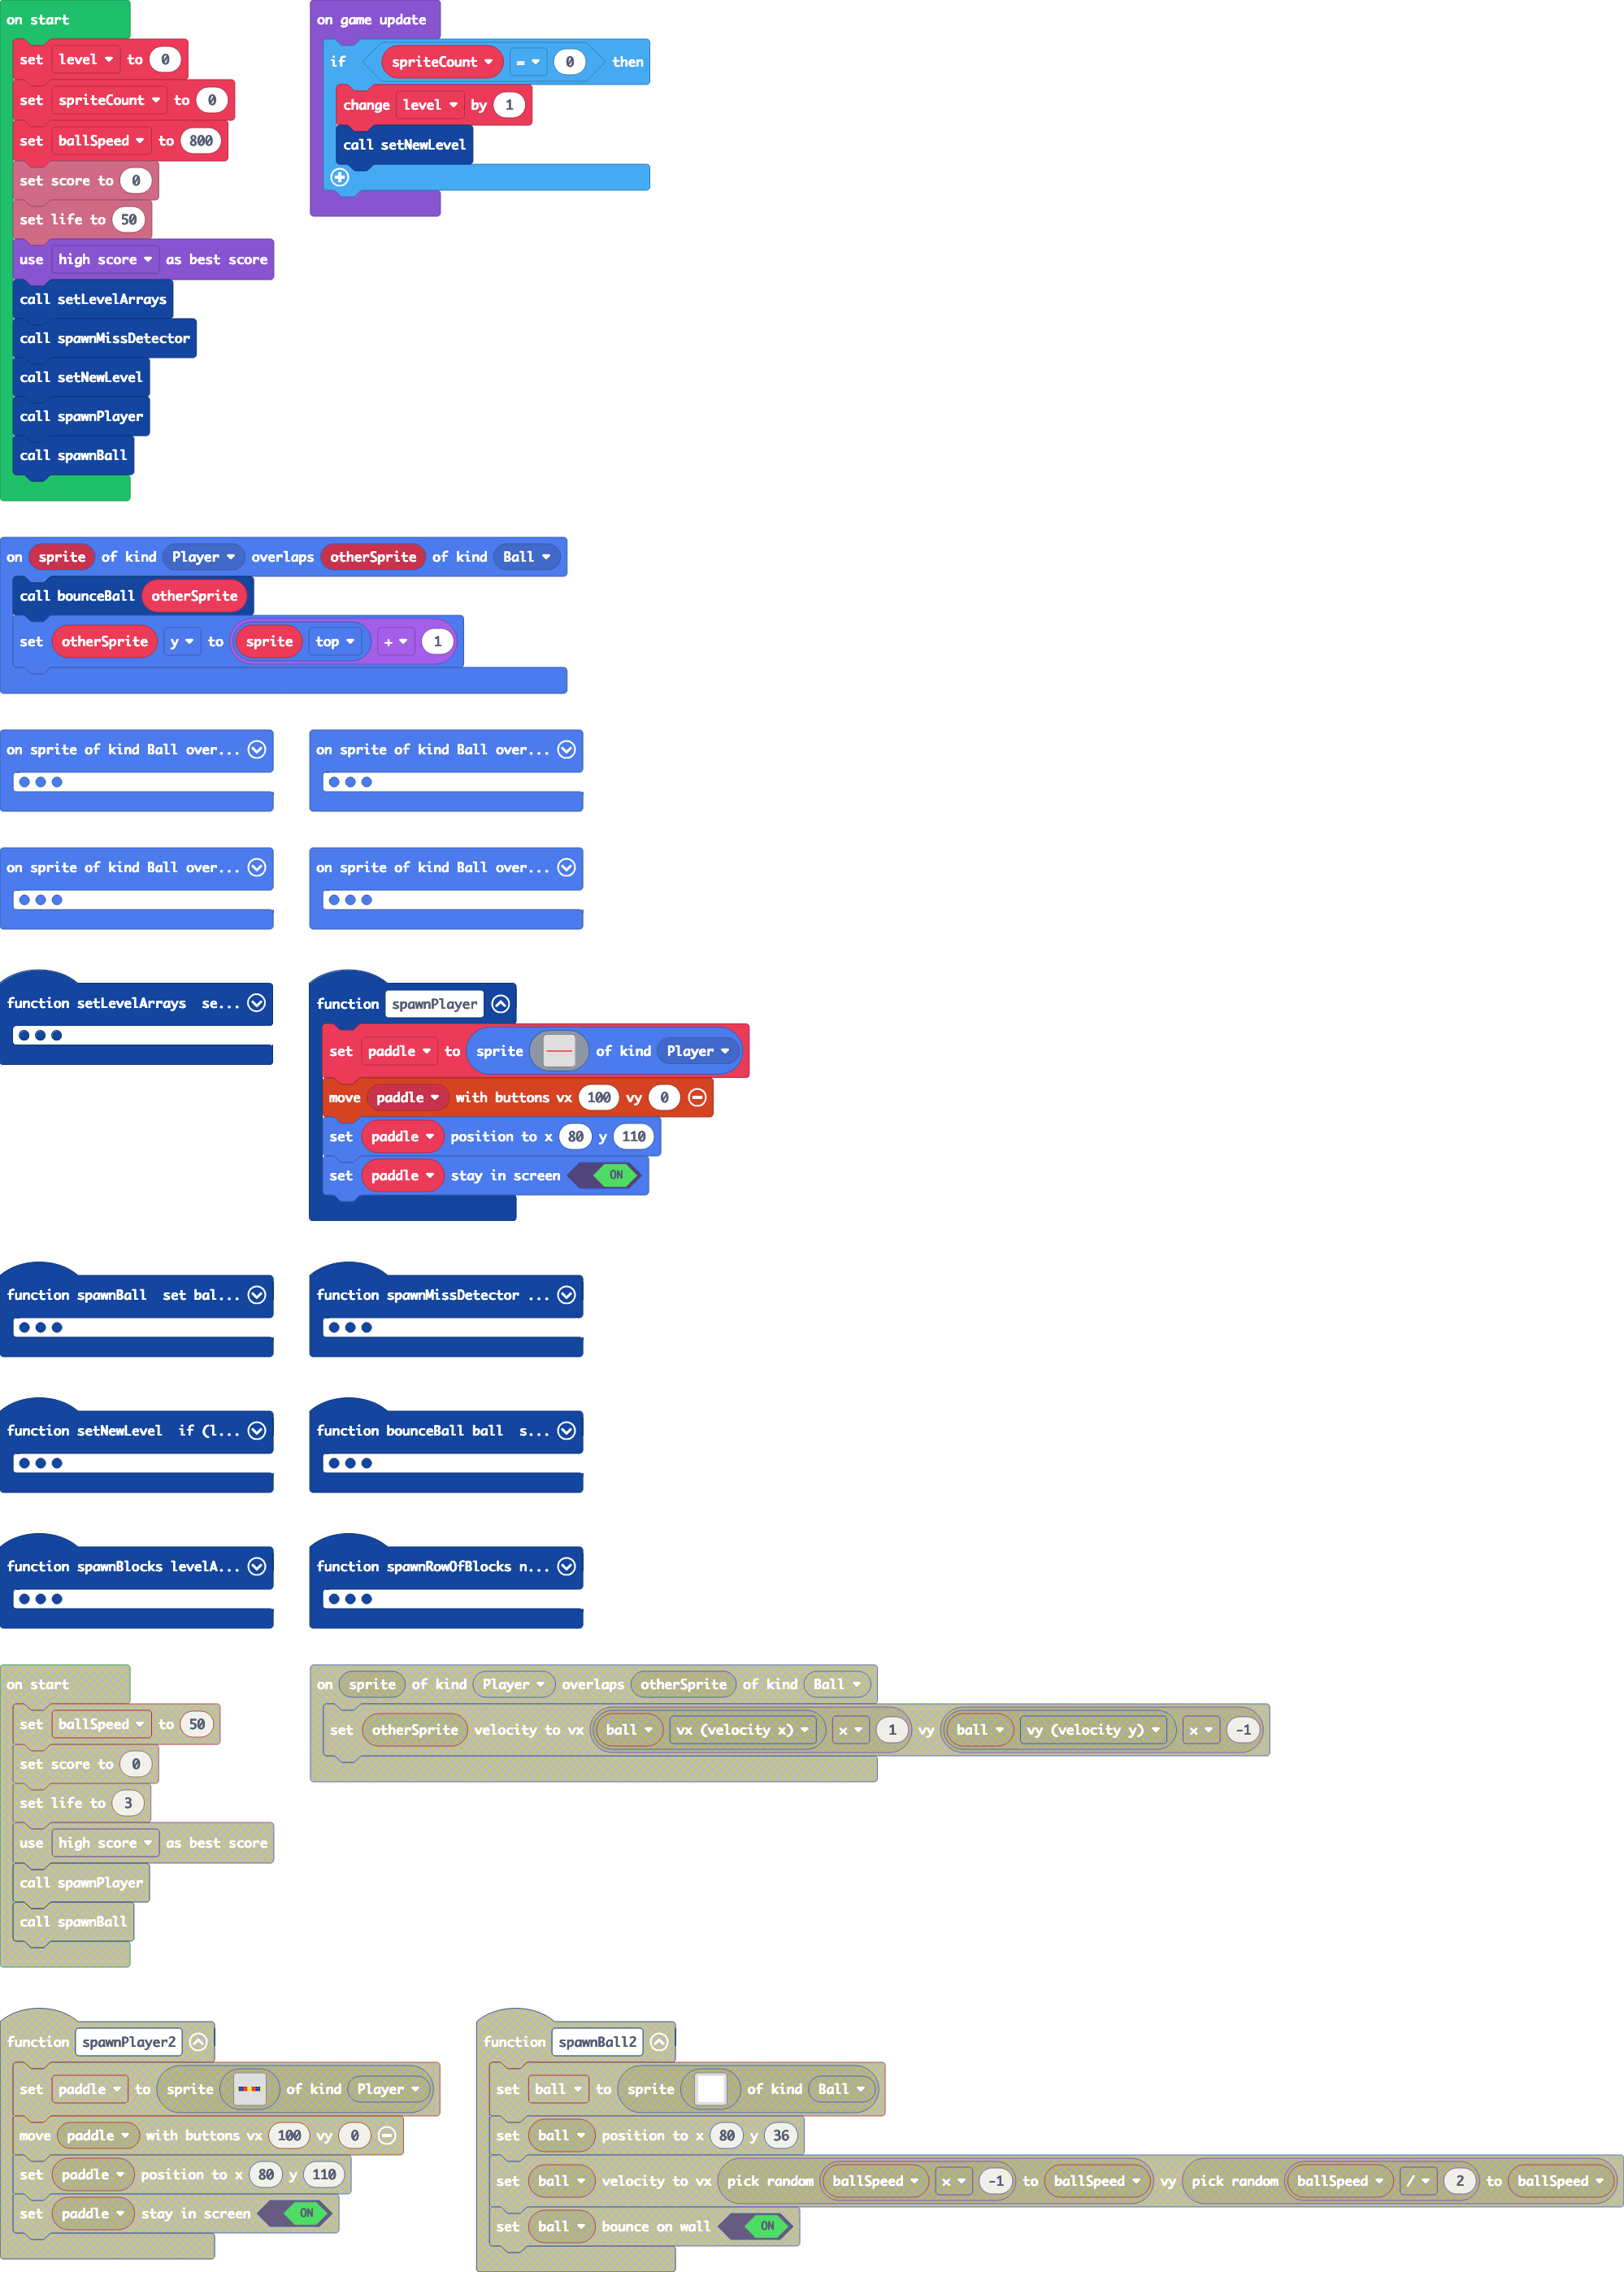 on start
set level to 0
set spriteCount to 0
set ballSpeed to 800
set score to 0
set life to 50
use high score as best score
call setLevelArrays
call spawnMissDetector
call setNewLevel
call spawnPlayer
call spawnBall
on game update
if spriteCount = 0 then
change level by 1
call setNewLevel
on sprite of kind Player overlaps otherSprite of kind Ball
call bounceBall otherSprite
set otherSprite y to sprite top + 1
on sprite of kind Ball over...
on sprite of kind Ball over...
on sprite of kind Ball over...
on sprite of kind Ball over...
function setLevelArrays se...
function spawnPlayer
set paddle to sprite of kind Player
move paddle with buttons vx 100 vy 0
set paddle position to x 80 y 110
set paddle stay in screen ON
function spawnBall set bal...
function spawnMissDetector ...
function setNewLevel if (l...
function bounceBall ball s...
function spawnBlocks levelA...
function spawnRowOfBlocks n...
on start
set ballSpeed to 50
set score to 0
set life to 3
use high score as best score
call spawnPlayer
call spawnBall
on sprite of kind Player overlaps otherSprite of kind Ball
set otherSprite velocity to vx ball vx (velocity x) x 1 vy ball vy (velocity y) x -1
function spawnPlayer2
set paddle to sprite of kind Player
move paddle with buttons vx 100 vy 0
set paddle position to x 80 y 110
set paddle stay in screen ON
function spawnBall2
set ball to sprite of kind Ball
set ball position to x 80 y 36
set ball velocity to vx pick random ballSpeed x -1 to ballSpeed vy pick random ballSpeed / 2 to ballSpeed
set ball bounce on wall ON